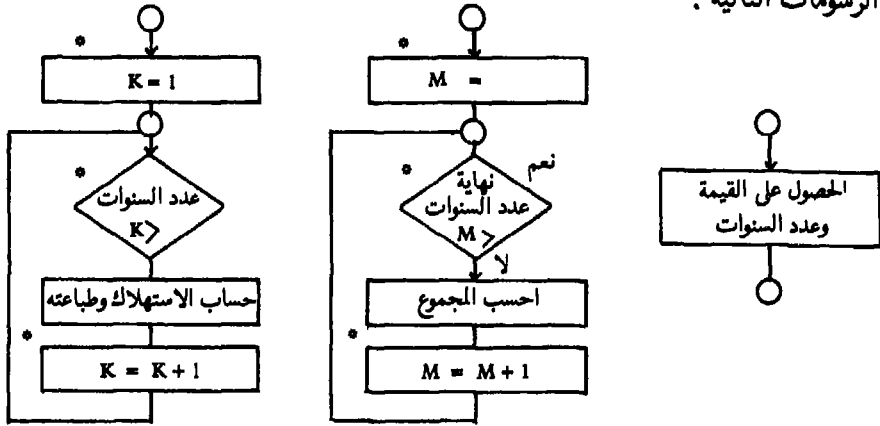 الرسومات التالية :
الحصول على القيمة
وعدد السنوات
*
M =
*
نعم
نهاية
عدد السنوات
M >
لا
احسب المجموع
*
M = M + 1
*
K = 1
*
عدد السنوات
K>
حساب الاستهلاك وطباعته
*
K = K + 1